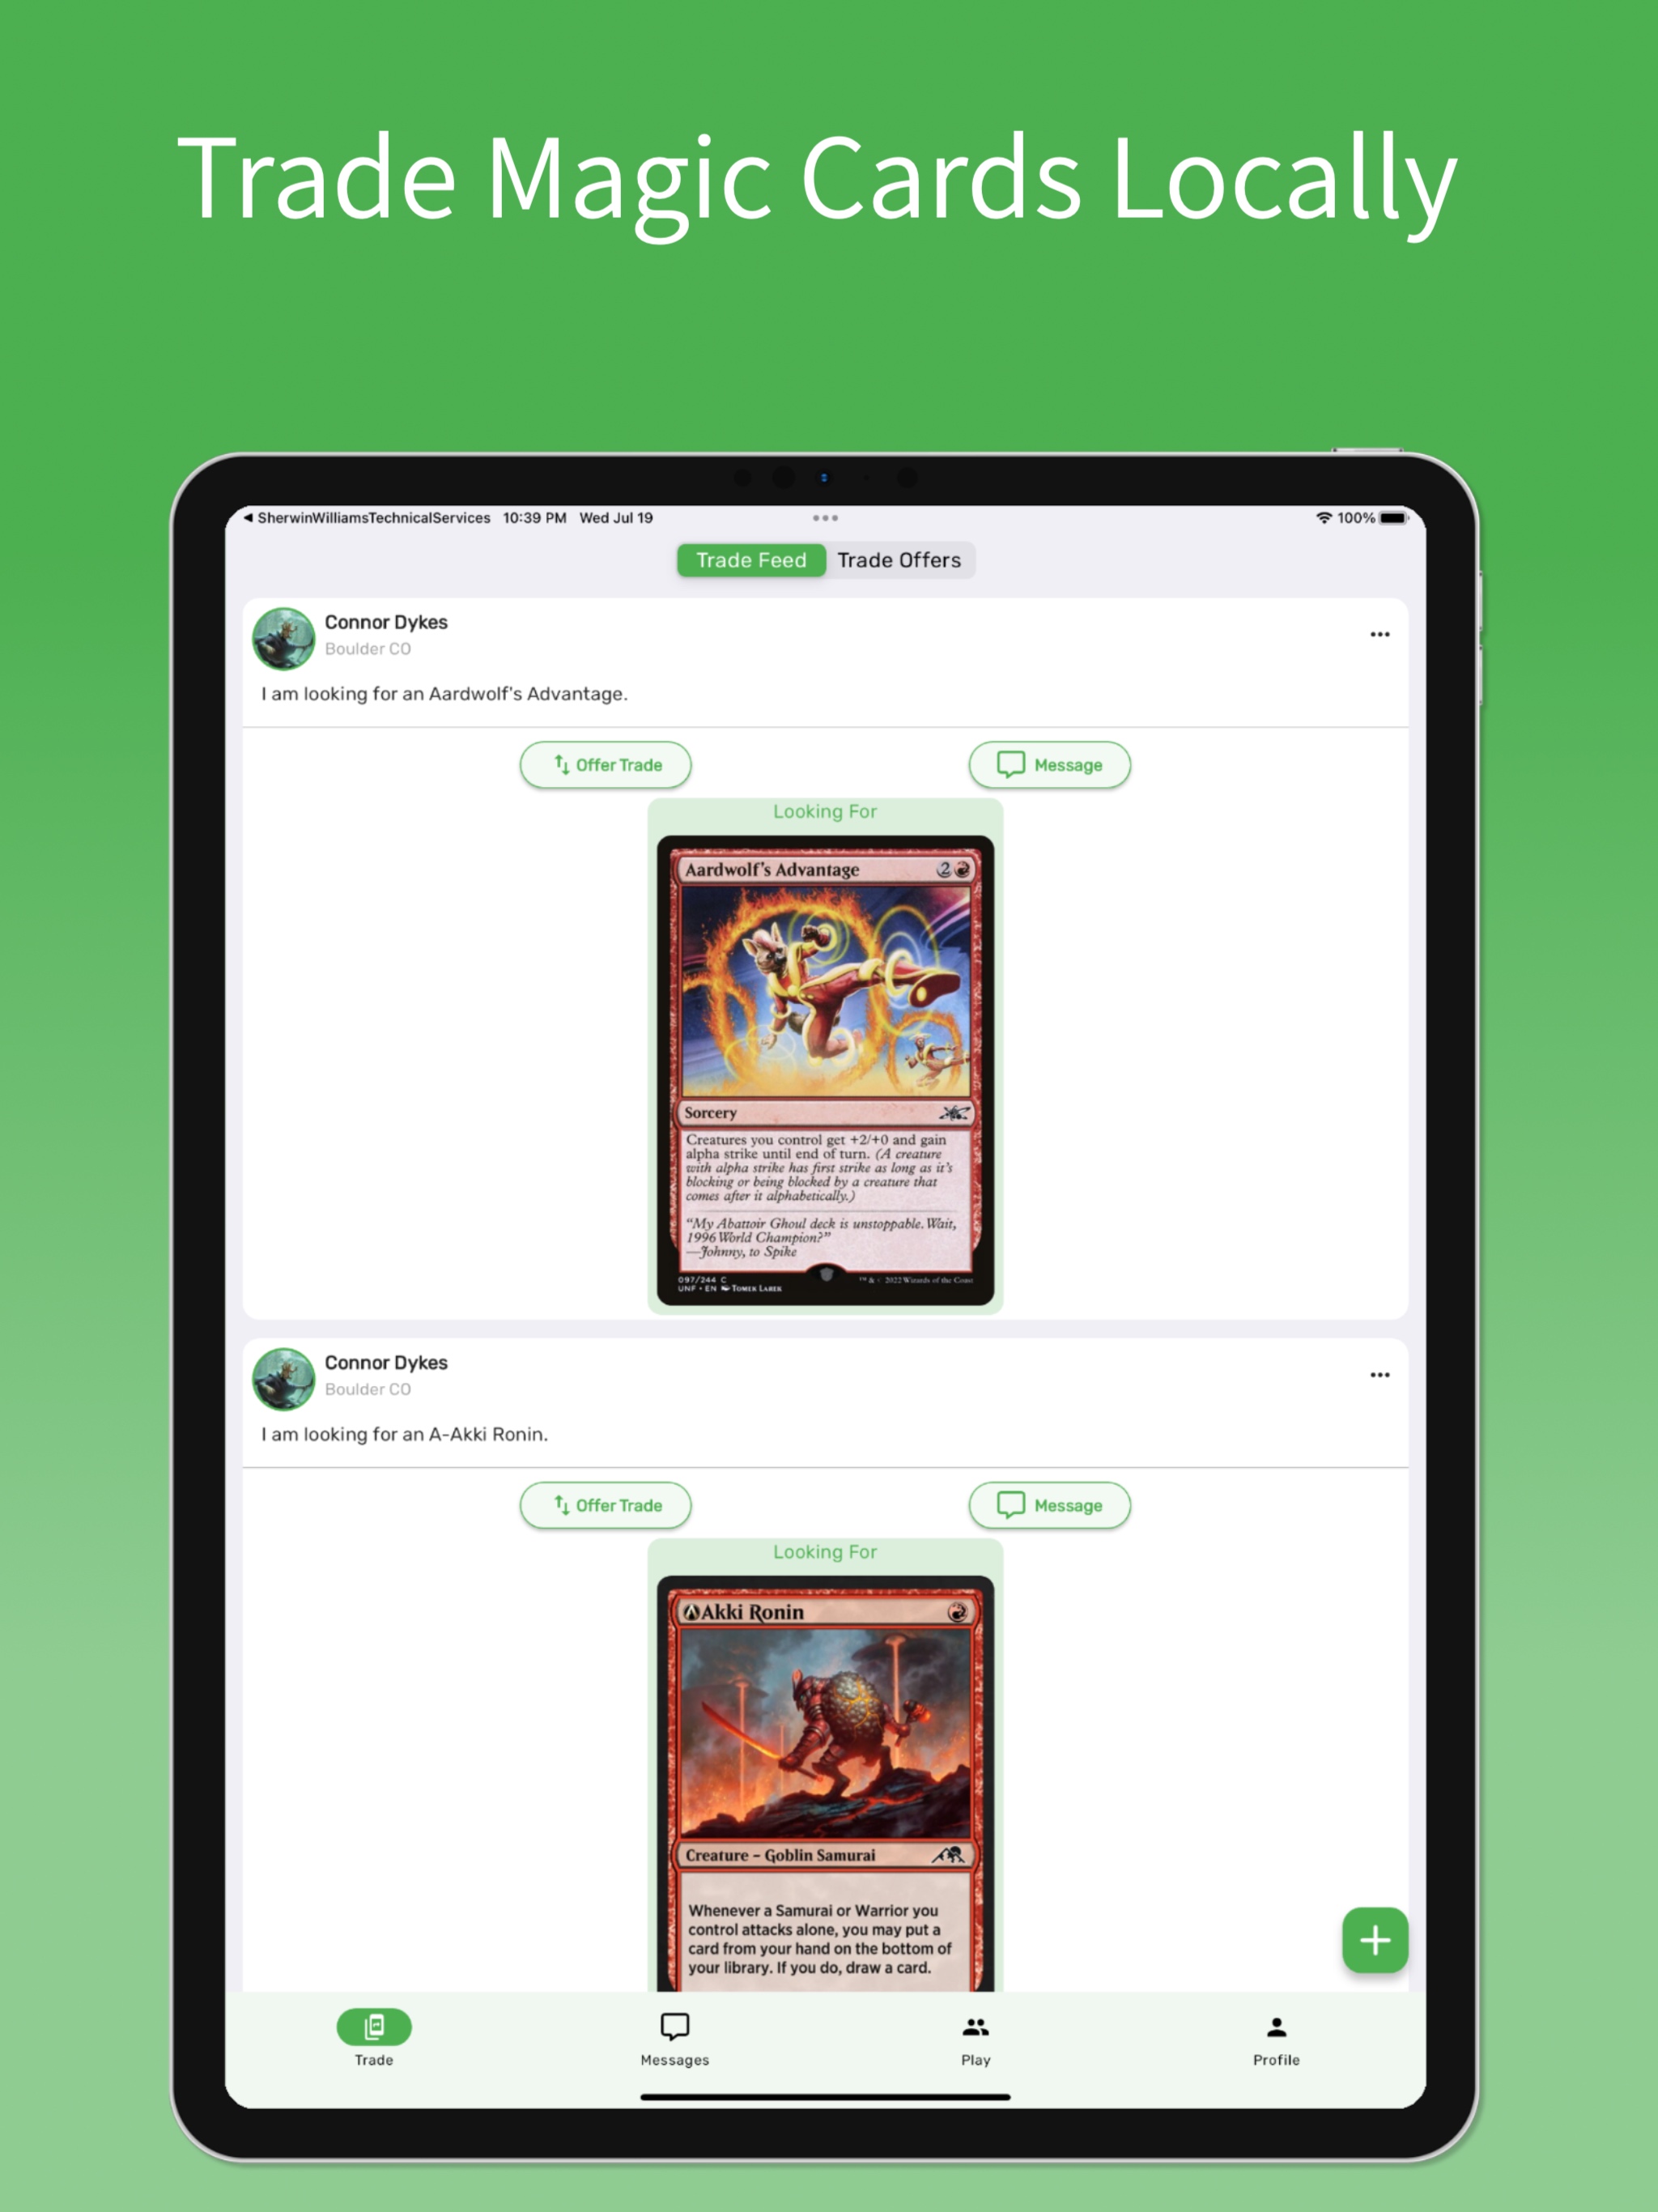 Trade Magic Cards Locally
SherwinWilliamsTechnicalServices 10:39 PM Wed Jul 19
100%
Trade Feed Trade Offers
Connor Dykes
Boulder CO
I am looking for an Aardwolf's Advantage.
Offer Trade Message
Looking For
Aardwolf's Advantage 2
Sorcery
Creatures you control get +2/+0 and gain
alpha strike until end of turn. (A creature
with alpha strike has first strike as long as it's
blocking or being blocked by a creature that
comes after it alphabetically.)
"My Abattoir Ghoul deck is unstoppable. Wait,
1996 World Champion?"
—Johnny, to Spike
097/244 C
UNF • EN Tomek Larek ™ & © 2022 Wizards of the Coast
Connor Dykes
Boulder CO
I am looking for an A-Akki Ronin.
Offer Trade Message
Looking For
Akki Ronin
Creature – Goblin Samurai
Whenever a Samurai or Warrior you
control attacks alone, you may put a
card from your hand on the bottom of
your library. If you do, draw a card.
Trade Messages Play Profile